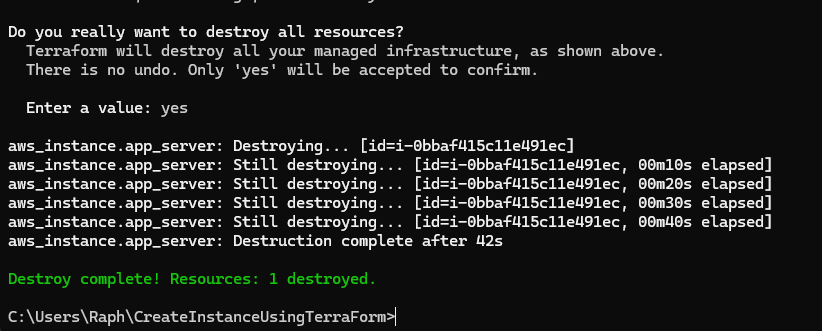 Do you really want to destroy all resources?
Terraform will destroy all your managed infrastructure, as shown above.
There is no undo. Only 'yes' will be accepted to confirm.
Enter a value: yes
aws_instance.app_server: Destroying... [id=i-0bbaf415c11e491ec]
aws_instance.app_server: Still destroying... [id=i-0bbaf415c11e491ec, 00m10s elapsed]
aws_instance.app_server: Still destroying... [id=i-0bbaf415c11e491ec, 00m20s elapsed]
aws_instance.app_server: Still destroying... [id=i-0bbaf415c11e491ec, 00m30s elapsed]
aws_instance.app_server: Still destroying... [id=i-0bbaf415c11e491ec, 00m40s elapsed]
aws_instance.app_server: Destruction complete after 42s
Destroy complete! Resources: 1 destroyed.
C:\Users\Raph\CreateInstanceUsingTerraForm>